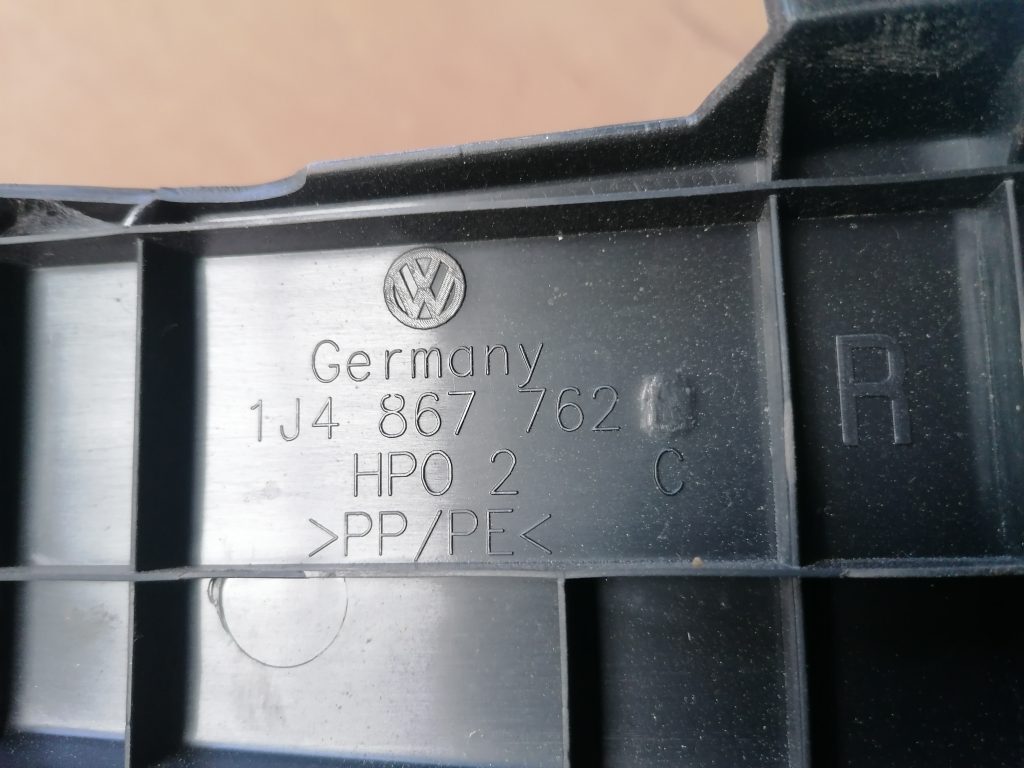 Germany
1J4 867 762
R
HPO 2 C
>PP/PE<